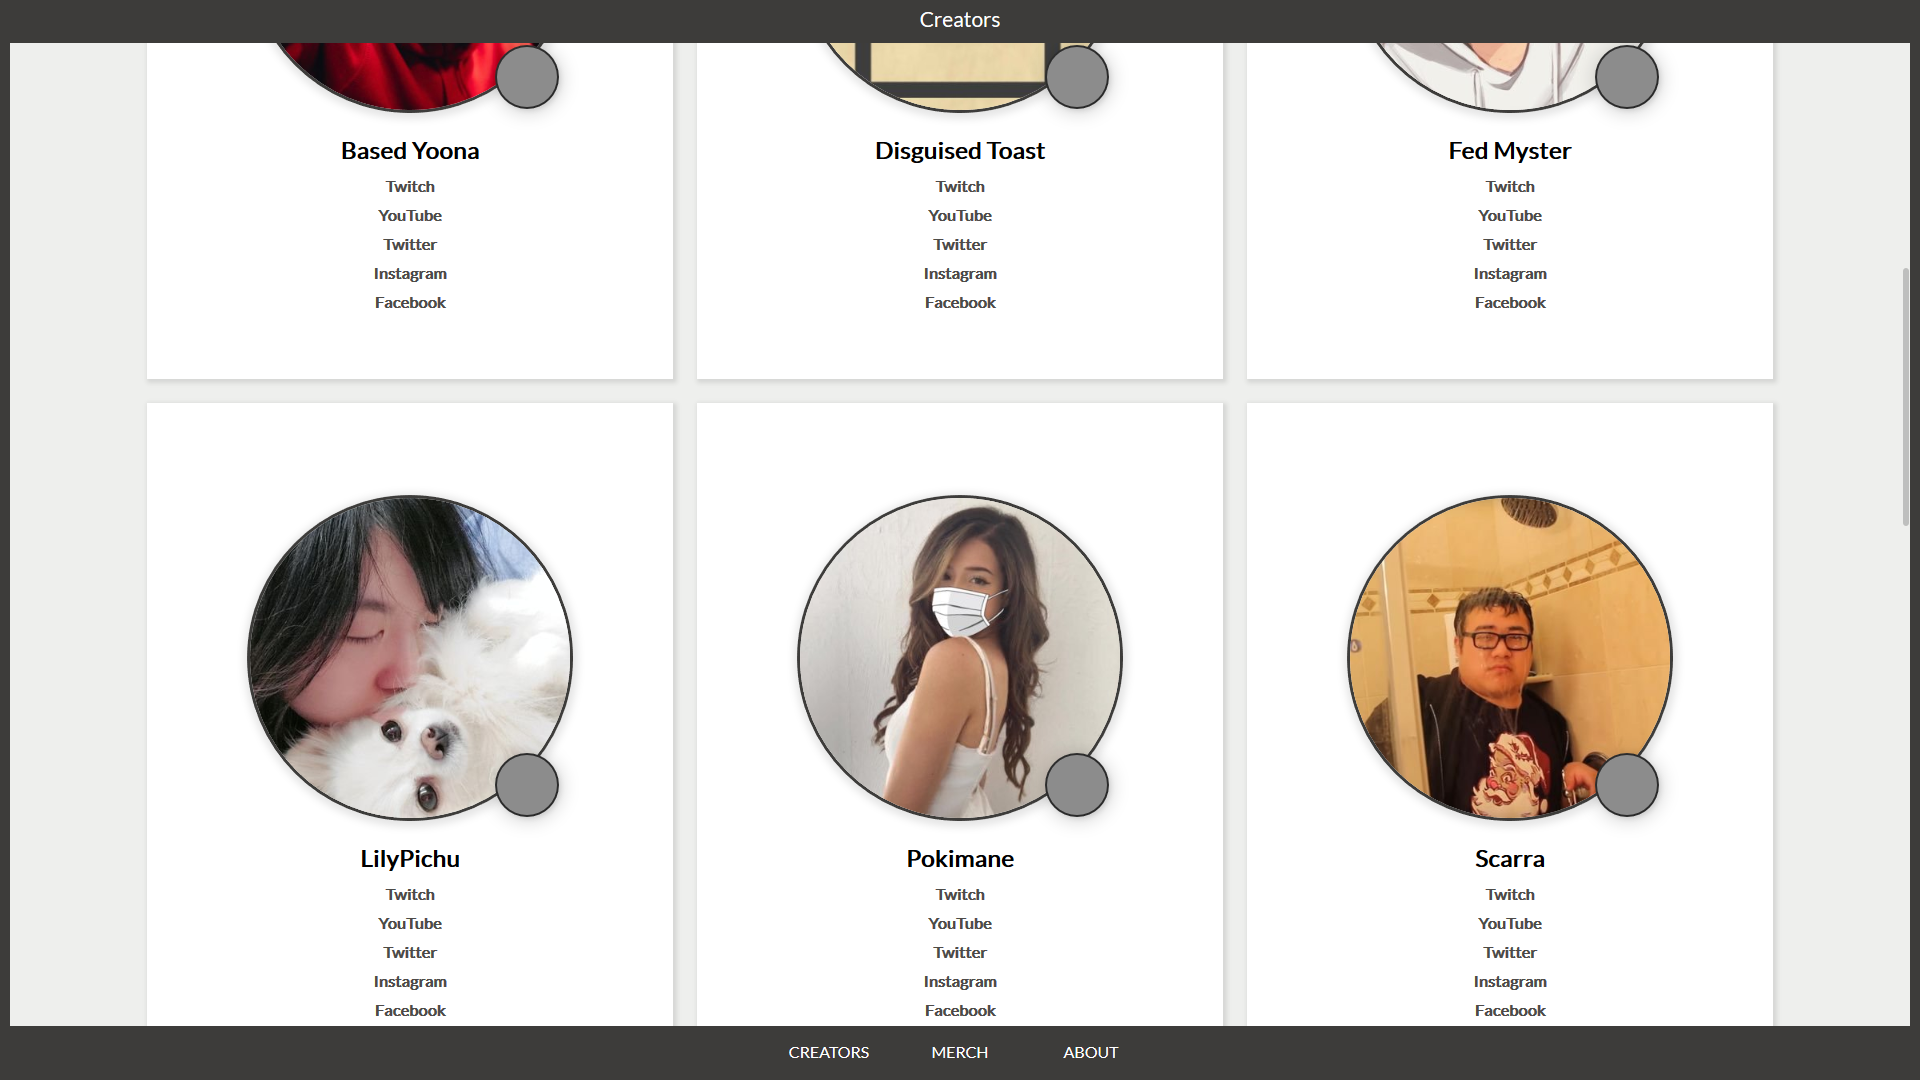 Creators
Based Yoona
Twitch
YouTube
Twitter
Instagram
Facebook
Disguised Toast
Twitch
YouTube
Twitter
Instagram
Facebook
Fed Myster
Twitch
YouTube
Twitter
Instagram
Facebook
LilyPichu
Twitch
YouTube
Twitter
Instagram
Facebook
Pokimane
Twitch
YouTube
Twitter
Instagram
Facebook
Scarra
Twitch
YouTube
Twitter
Instagram
Facebook
CREATORS MERCH ABOUT